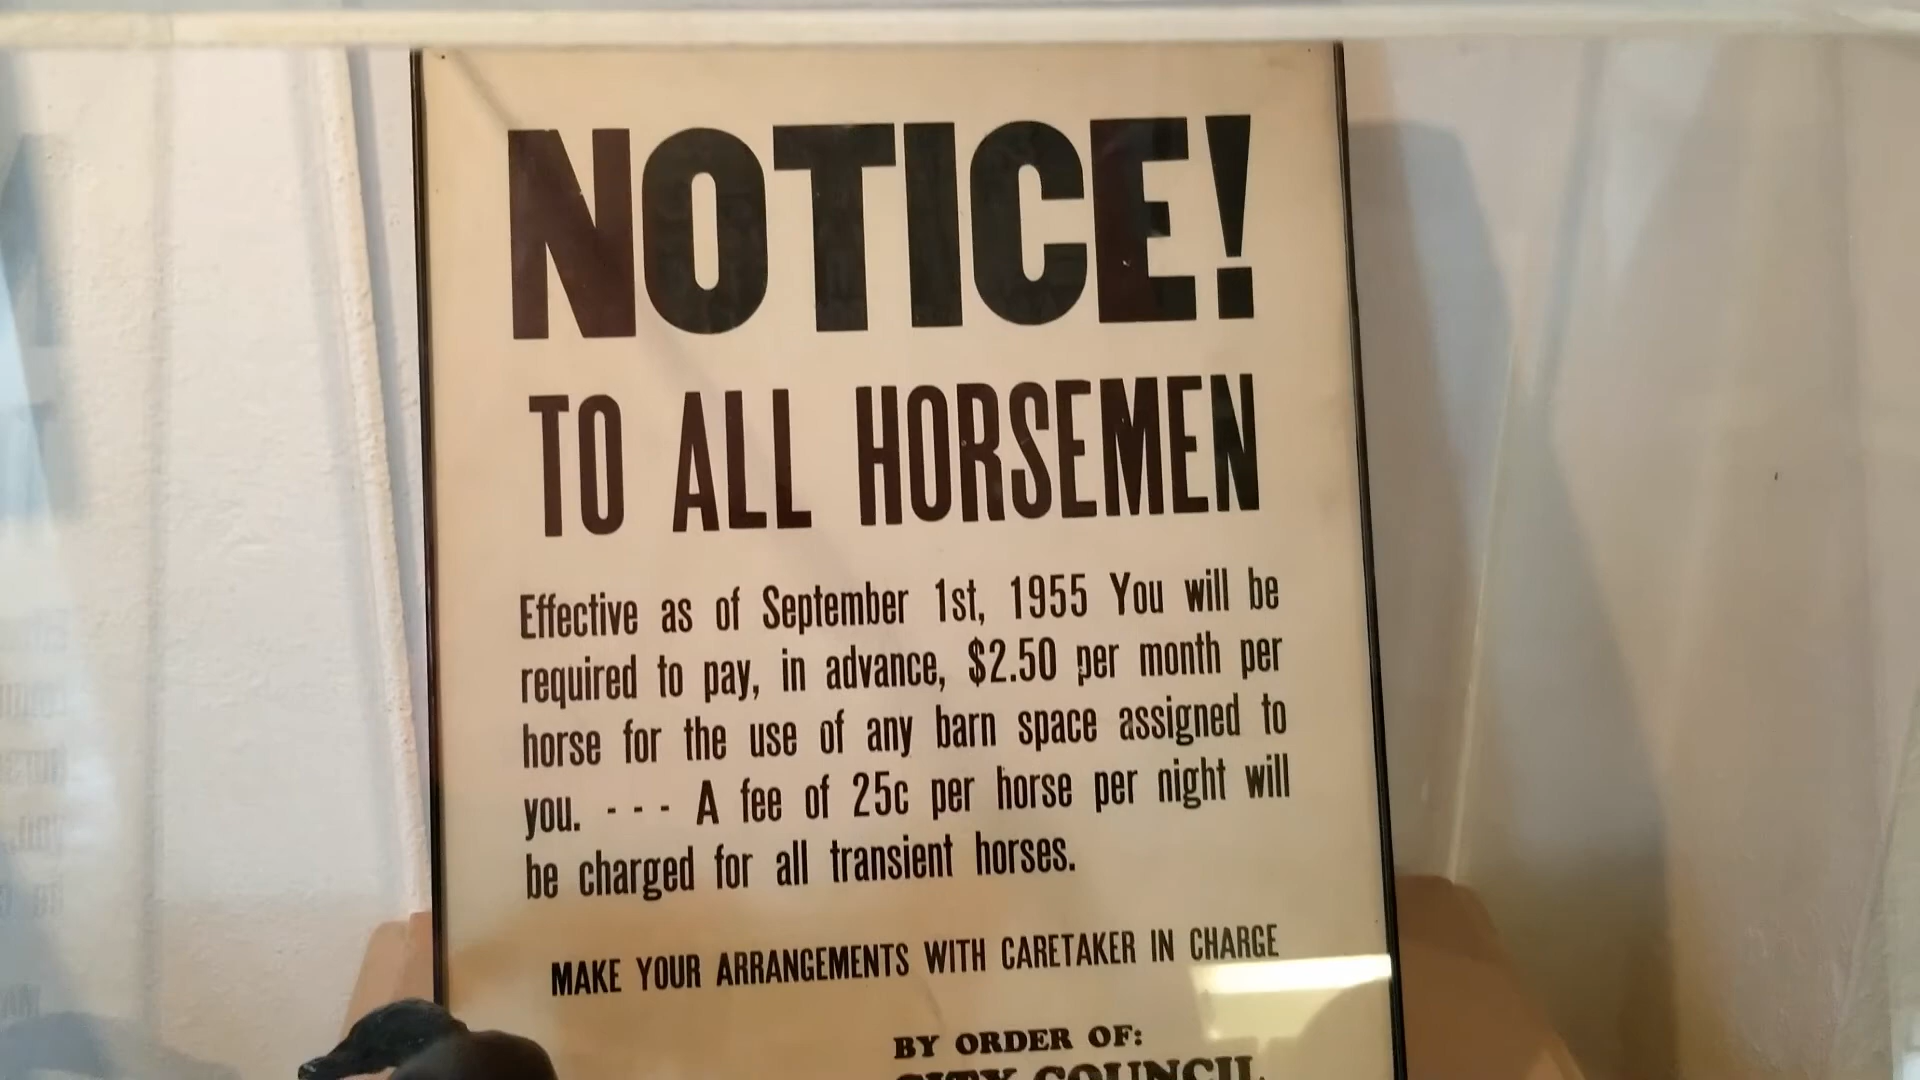 NOTICE!
TO ALL HORSEMEN
Effective as of September 1st, 1955 You will be
required to pay, in advance, $2.50 per month per
horse for the use of any barn space assigned to
you. - - - A fee of 25c per horse per night will
be charged for all transient horses.
MAKE YOUR ARRANGEMENTS WITH CARETAKER IN CHARGE
BY ORDER OF:
CITY COUNCIL